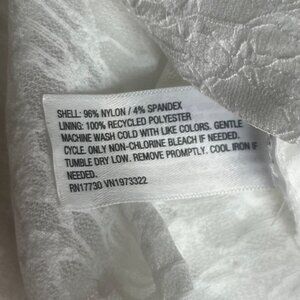 SHELL: 96% NYLON / 4% SPANDEX
LINING: 100% RECYCLED POLYESTER
MACHINE WASH COLD WITH LIKE COLORS. GENTLE
CYCLE. ONLY NON-CHLORINE BLEACH IF NEEDED.
TUMBLE DRY LOW. REMOVE PROMPTLY. COOL IRON IF
NEEDED.
RN17730 VN1973322